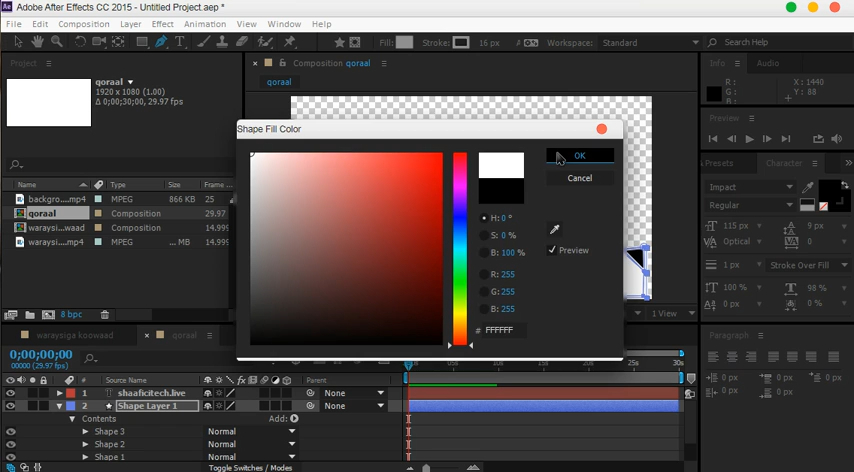 Adobe After Effects CC 2015 - Untitled Project.aep *
File Edit Composition Layer Effect Animation View Window Help
Fill: Stroke: 16 px Workspace: Standard Search Help
Project
Composition qoraal
Info Audio
qoraal
qoraal
1920 x 1080 (1.00)
Δ 0;00;30;00, 29.97 fps
R:
G:
B:
X: 1440
Y: 88
Preview
Shape Fill Color
OK
Cancel
Presets Character
Impact
Regular
Name Type Size Frame ...
backgro....mp4 MPEG 866 KB 25
qoraal Composition 29.97
waraysi...waad Composition 14.999
waraysi....mp4 MPEG ... MB 14.999
H: 0 °
S: 0 %
B: 100 %
R: 255
G: 255
B: 255
# FFFFFF
Preview
115 px 9 px
Optical 0
1 px Stroke Over Fill
100 % 98 %
0 px 0 %
8 bpc
1 View
waraysiga koowaad qoraal
Paragraph
0;00;00;00
00000 (29.97 fps)
05s 10s 15s 20s 25s 30s
Source Name Parent
1 shaaficitech.live None
2 Shape Layer 1 None
Contents Add:
Shape 3 Normal
Shape 2 Normal
Shape 1 Normal
Toggle Switches / Modes
0 px 0 px 0 px
0 px 0 px